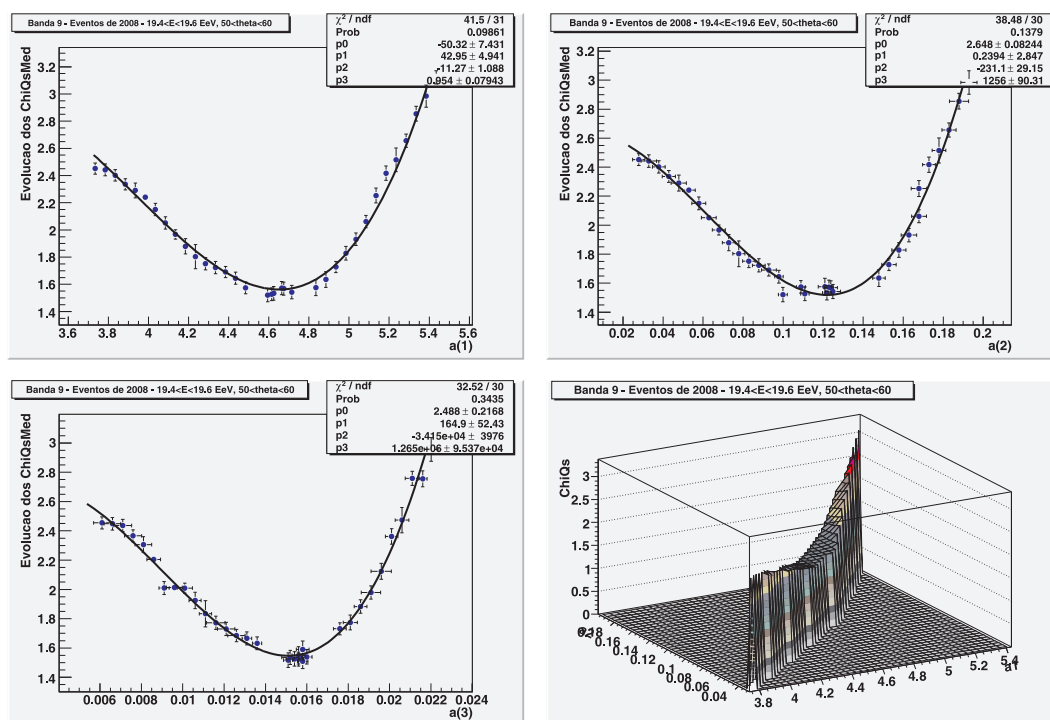 Banda 9 - Eventos de 2008 - 19.4<E<19.6 EeV, 50<theta<60
χ² / ndf 41.5 / 31
Prob 0.09861
p0 -50.32 ± 7.431
p1 42.95 ± 4.941
p2 -11.27 ± 1.088
p3 0.954 ± 0.07943
Evolucao dos ChiQsMed
3.2
3
2.8
2.6
2.4
2.2
2
1.8
1.6
1.4
3.6 3.8 4 4.2 4.4 4.6 4.8 5 5.2 5.4 5.6
a(1)
Banda 9 - Eventos de 2008 - 19.4<E<19.6 EeV, 50<theta<60
χ² / ndf 38.48 / 30
Prob 0.1379
p0 2.648 ± 0.08244
p1 0.2394 ± 2.847
p2 -231.1 ± 29.15
p3 1256 ± 90.31
Evolucao dos ChiQsMed
3.2
3
2.8
2.6
2.4
2.2
2
1.8
1.6
1.4
0.02 0.04 0.06 0.08 0.1 0.12 0.14 0.16 0.18 0.2
a(2)
Banda 9 - Eventos de 2008 - 19.4<E<19.6 EeV, 50<theta<60
χ² / ndf 32.52 / 30
Prob 0.3435
p0 2.488 ± 0.2168
p1 164.9 ± 52.43
p2 -3.415e+04 ± 3976
p3 1.265e+06 ± 9.537e+04
Evolucao dos ChiQsMed
3
2.8
2.6
2.4
2.2
2
1.8
1.6
1.4
0.006 0.008 0.01 0.012 0.014 0.016 0.018 0.02 0.022 0.024
a(3)
Banda 9 - Eventos de 2008 - 19.4<E<19.6 EeV, 50<theta<60
ChiQs
3
2.5
2
1.5
1
0.5
0
0.18 0.16 0.14 0.12 0.1 0.08 0.06 0.04
3.8 4 4.2 4.4 4.6 4.8 5 5.2 5.4
a1